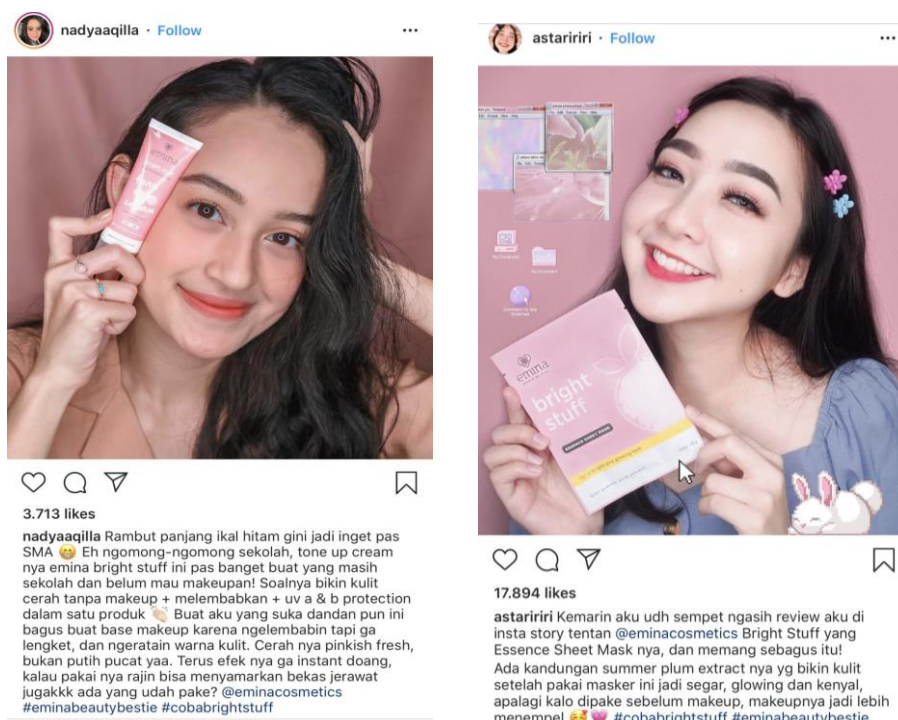 nadyaaqilla · Follow
emina
3.713 likes
nadyaaqilla Rambut panjang ikal hitam gini jadi inget pas
SMA 😁 Eh ngomong-ngomong sekolah, tone up cream
nya emina bright stuff ini pas banget buat yang masih
sekolah dan belum mau makeupan! Soalnya bikin kulit
cerah tanpa makeup + melembabkan + uv a & b protection
dalam satu produk 👏🏻 Buat aku yang suka dandan pun ini
bagus buat base makeup karena ngelembabin tapi ga
lengket, dan ngeratain warna kulit. Cerah nya pinkish fresh,
bukan putih pucat yaa. Terus efek nya ga instant doang,
kalau pakai nya rajin bisa menyamarkan bekas jerawat
jugakkk ada yang udah pake? @eminacosmetics
#eminabeautybestie #cobabrightstuff
astaririri · Follow
emina
bright
stuff
ESSENCE SHEET MASK
17.894 likes
astaririri Kemarin aku udh sempet ngasih review aku di
insta story tentan @eminacosmetics Bright Stuff yang
Essence Sheet Mask nya, dan memang sebagus itu!
Ada kandungan summer plum extract nya yg bikin kulit
setelah pakai masker ini jadi segar, glowing dan kenyal,
apalagi kalo dipake sebelum makeup, makeupnya jadi lebih
menempel 🥰 💗 #cobabrightstuff #eminabeautybestie